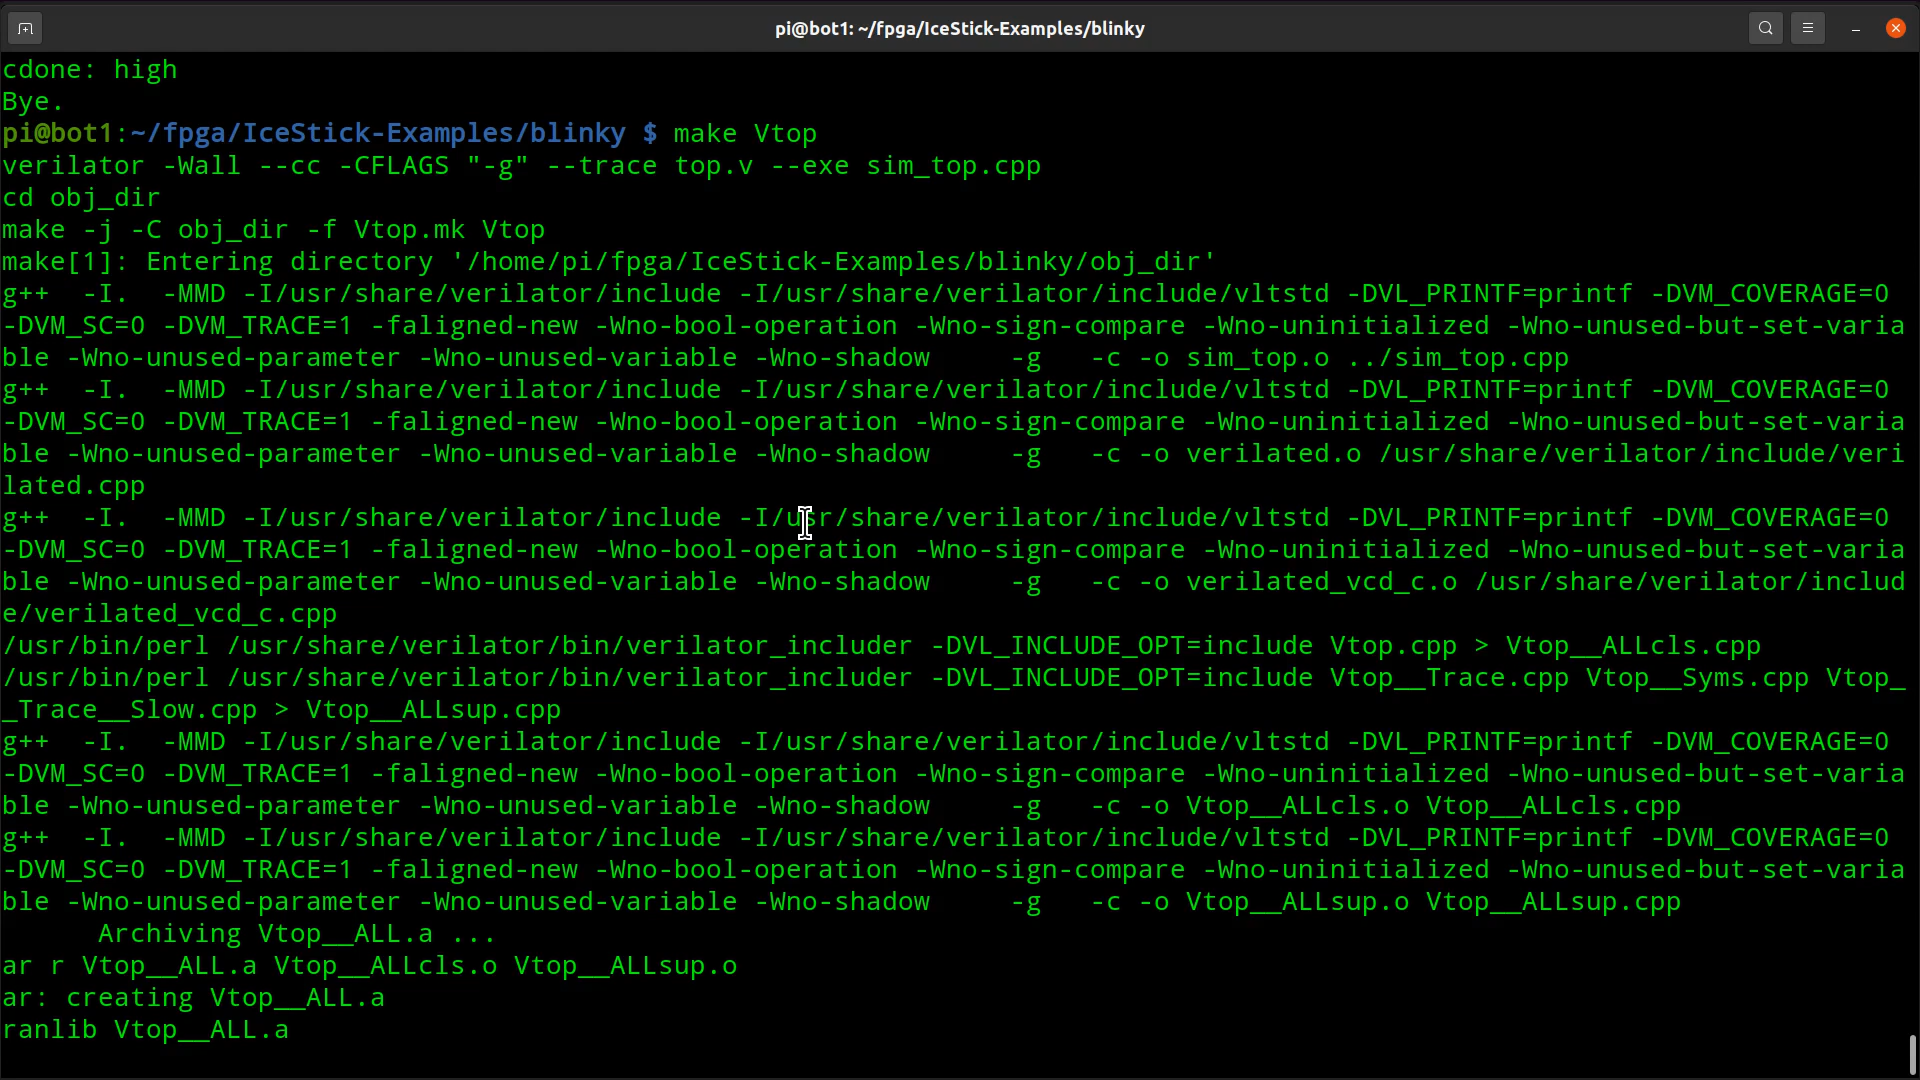 pi@bot1: ~/fpga/IceStick-Examples/blinky
cdone: high
Bye.
pi@bot1:~/fpga/IceStick-Examples/blinky $ make Vtop
verilator -Wall --cc -CFLAGS "-g" --trace top.v --exe sim_top.cpp
cd obj_dir
make -j -C obj_dir -f Vtop.mk Vtop
make[1]: Entering directory '/home/pi/fpga/IceStick-Examples/blinky/obj_dir'
g++  -I.  -MMD -I/usr/share/verilator/include -I/usr/share/verilator/include/vltstd -DVL_PRINTF=printf -DVM_COVERAGE=0
-DVM_SC=0 -DVM_TRACE=1 -faligned-new -Wno-bool-operation -Wno-sign-compare -Wno-uninitialized -Wno-unused-but-set-varia
ble -Wno-unused-parameter -Wno-unused-variable -Wno-shadow     -g   -c -o sim_top.o ../sim_top.cpp
g++  -I.  -MMD -I/usr/share/verilator/include -I/usr/share/verilator/include/vltstd -DVL_PRINTF=printf -DVM_COVERAGE=0
-DVM_SC=0 -DVM_TRACE=1 -faligned-new -Wno-bool-operation -Wno-sign-compare -Wno-uninitialized -Wno-unused-but-set-varia
ble -Wno-unused-parameter -Wno-unused-variable -Wno-shadow     -g   -c -o verilated.o /usr/share/verilator/include/veri
lated.cpp
g++  -I.  -MMD -I/usr/share/verilator/include -I/usr/share/verilator/include/vltstd -DVL_PRINTF=printf -DVM_COVERAGE=0
-DVM_SC=0 -DVM_TRACE=1 -faligned-new -Wno-bool-operation -Wno-sign-compare -Wno-uninitialized -Wno-unused-but-set-varia
ble -Wno-unused-parameter -Wno-unused-variable -Wno-shadow     -g   -c -o verilated_vcd_c.o /usr/share/verilator/includ
e/verilated_vcd_c.cpp
/usr/bin/perl /usr/share/verilator/bin/verilator_includer -DVL_INCLUDE_OPT=include Vtop.cpp > Vtop__ALLcls.cpp
/usr/bin/perl /usr/share/verilator/bin/verilator_includer -DVL_INCLUDE_OPT=include Vtop__Trace.cpp Vtop__Syms.cpp Vtop_
_Trace__Slow.cpp > Vtop__ALLsup.cpp
g++  -I.  -MMD -I/usr/share/verilator/include -I/usr/share/verilator/include/vltstd -DVL_PRINTF=printf -DVM_COVERAGE=0
-DVM_SC=0 -DVM_TRACE=1 -faligned-new -Wno-bool-operation -Wno-sign-compare -Wno-uninitialized -Wno-unused-but-set-varia
ble -Wno-unused-parameter -Wno-unused-variable -Wno-shadow     -g   -c -o Vtop__ALLcls.o Vtop__ALLcls.cpp
g++  -I.  -MMD -I/usr/share/verilator/include -I/usr/share/verilator/include/vltstd -DVL_PRINTF=printf -DVM_COVERAGE=0
-DVM_SC=0 -DVM_TRACE=1 -faligned-new -Wno-bool-operation -Wno-sign-compare -Wno-uninitialized -Wno-unused-but-set-varia
ble -Wno-unused-parameter -Wno-unused-variable -Wno-shadow     -g   -c -o Vtop__ALLsup.o Vtop__ALLsup.cpp
      Archiving Vtop__ALL.a ...
ar r Vtop__ALL.a Vtop__ALLcls.o Vtop__ALLsup.o
ar: creating Vtop__ALL.a
ranlib Vtop__ALL.a